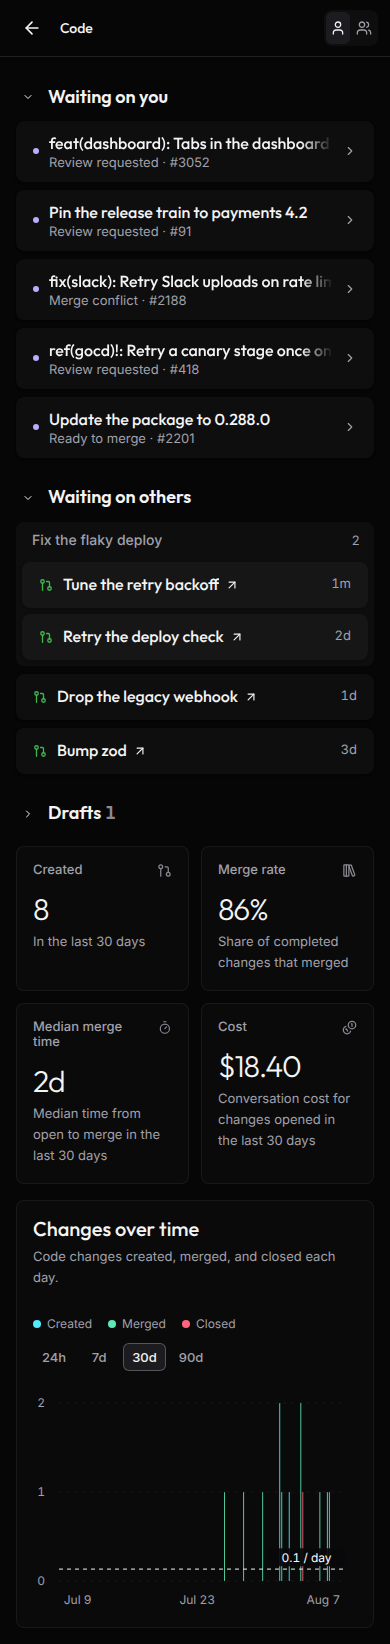 Code
Waiting on you
feat(dashboard): Tabs in the dashboard
Review requested · #3052
Pin the release train to payments 4.2
Review requested · #91
fix(slack): Retry Slack uploads on rate lim
Merge conflict · #2188
ref(gocd)!: Retry a canary stage once on
Review requested · #418
Update the package to 0.288.0
Ready to merge · #2201
Waiting on others
Fix the flaky deploy 2
Tune the retry backoff 1m
Retry the deploy check 2d
Drop the legacy webhook 1d
Bump zod 3d
Drafts 1
Created
8
In the last 30 days
Merge rate
86%
Share of completed
changes that merged
Median merge
time
2d
Median time from
open to merge in the
last 30 days
Cost
$18.40
Conversation cost for
changes opened in
the last 30 days
Changes over time
Code changes created, merged, and closed each
day.
Created Merged Closed
24h 7d 30d 90d
2
1
0.1 / day
0
Jul 9 Jul 23 Aug 7